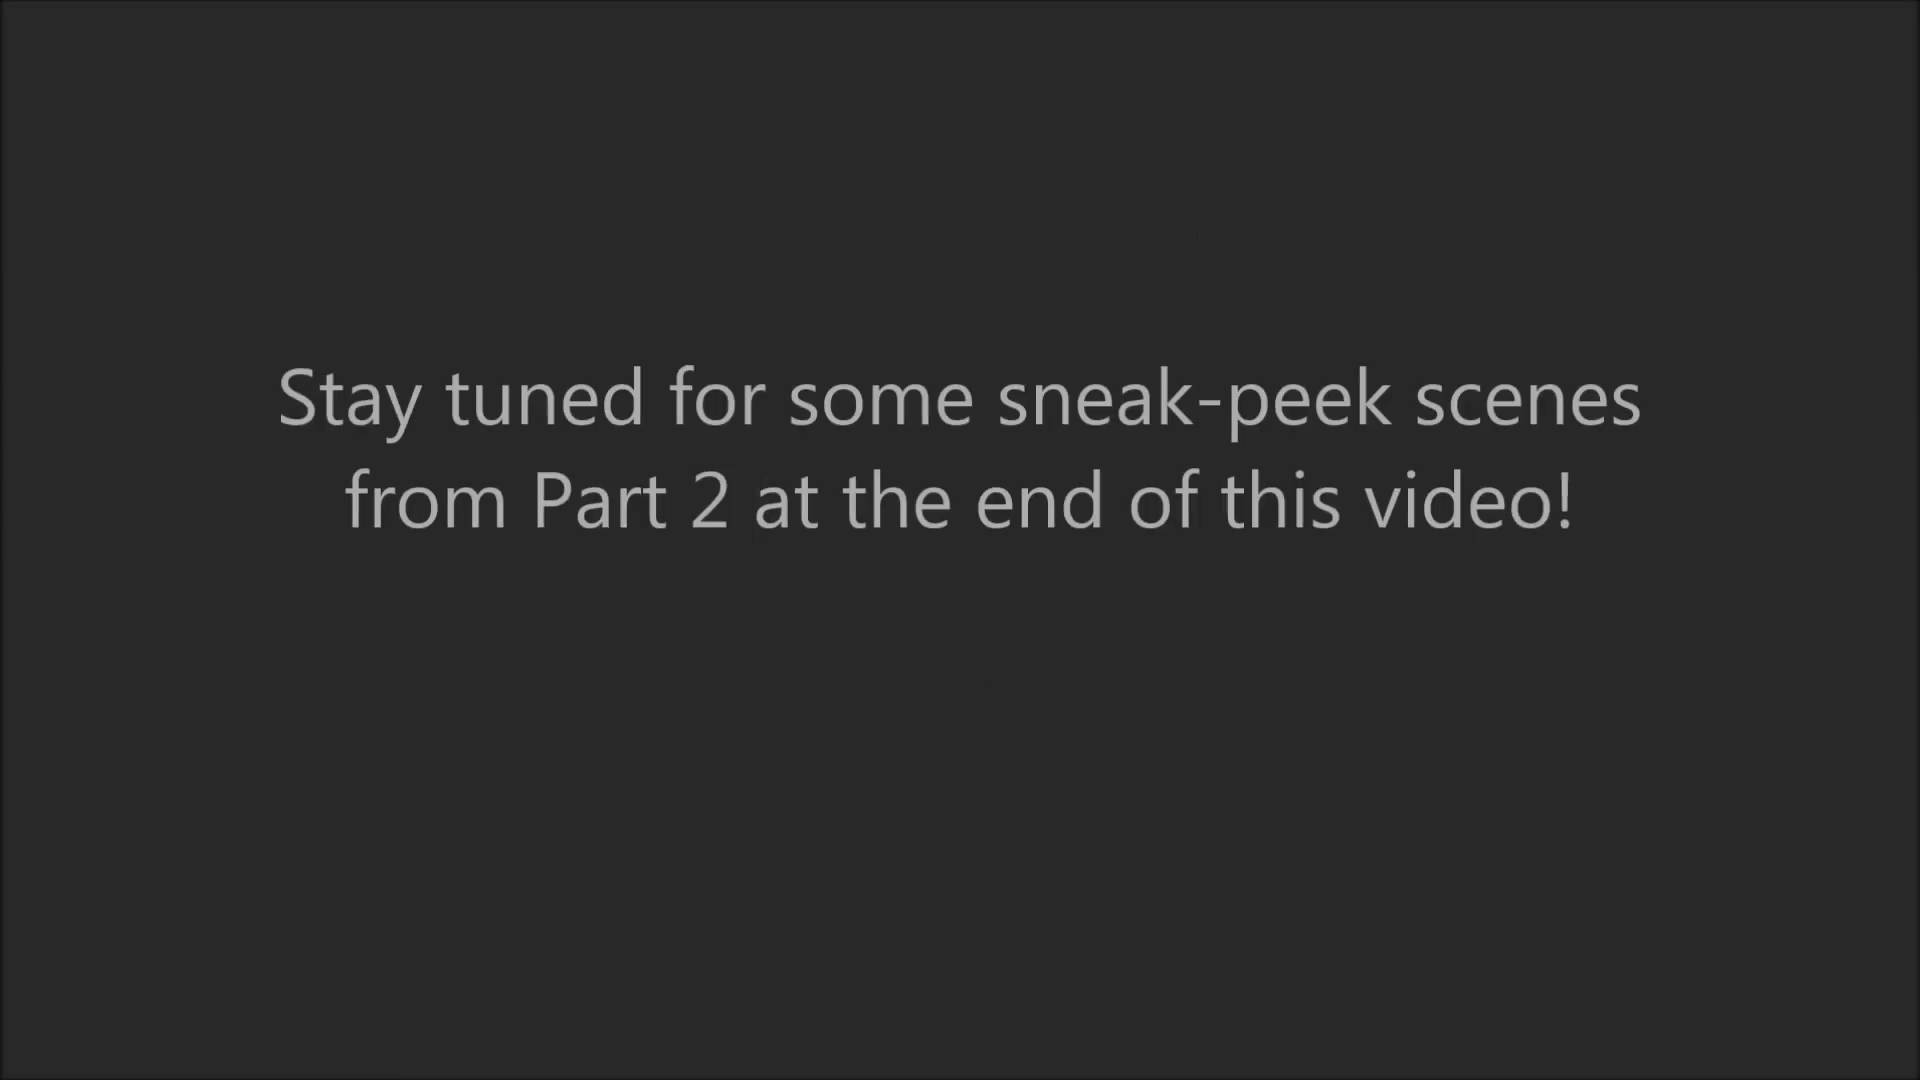 Stay tuned for some sneak-peek scenes
from Part 2 at the end of this video!